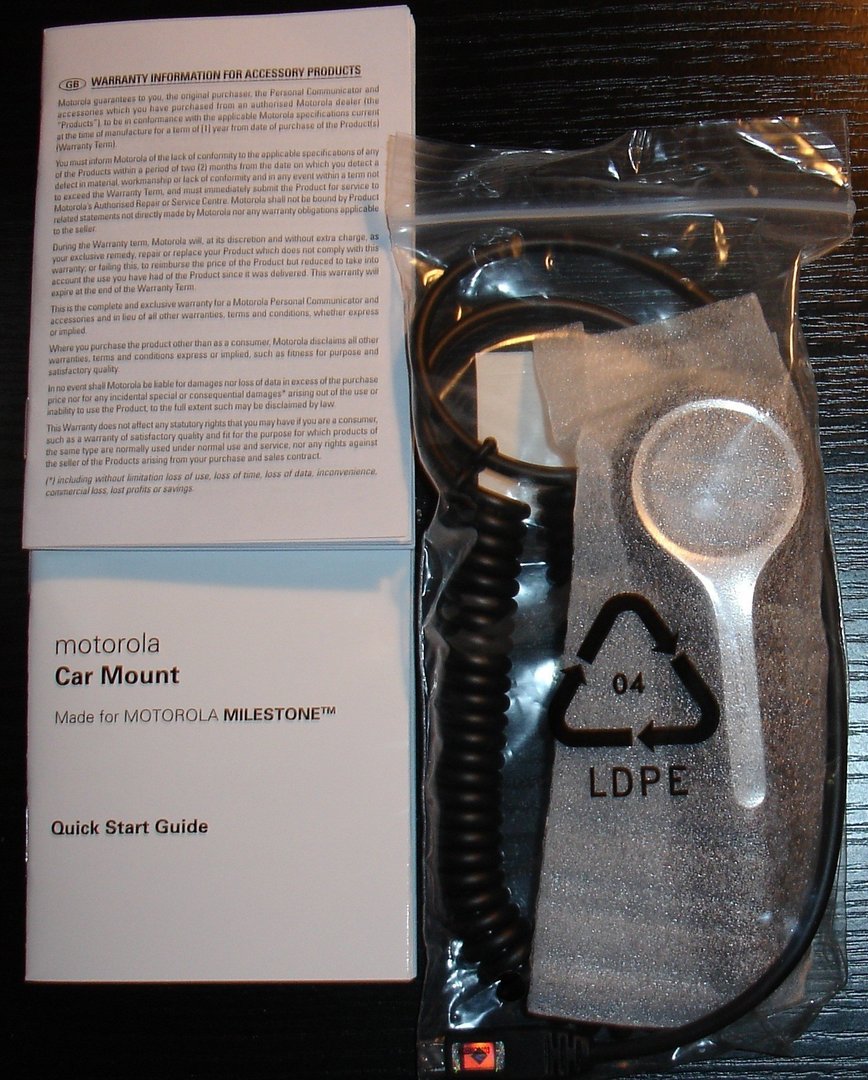 GB WARRANTY INFORMATION FOR ACCESSORY PRODUCTS
Motorola guarantees to you, the original purchaser, the Personal Communicator and
accessories which you have purchased from an authorised Motorola dealer (the
"Products"), to be in conformance with the applicable Motorola specifications current
at the time of manufacture for a term of [1] year from date of purchase of the Product(s)
(Warranty Term).
You must inform Motorola of the lack of conformity to the applicable specifications of any
of the Products within a period of two (2) months from the date on which you detect a
defect in material, workmanship or lack of conformity and in any event within a term not
to exceed the Warranty Term, and must immediately submit the Product for service to
Motorola's Authorised Repair or Service Centre. Motorola shall not be bound by Product
related statements not directly made by Motorola nor any warranty obligations applicable
to the seller.
During the Warranty term, Motorola will, at its discretion and without extra charge, as
your exclusive remedy, repair or replace your Product which does not comply with this
warranty; or failing this, to reimburse the price of the Product but reduced to take into
account the use you have had of the Product since it was delivered. This warranty will
expire at the end of the Warranty Term.
This is the complete and exclusive warranty for a Motorola Personal Communicator and
accessories and in lieu of all other warranties, terms and conditions, whether express
or implied.
Where you purchase the product other than as a consumer, Motorola disclaims all other
warranties, terms and conditions express or implied, such as fitness for purpose and
satisfactory quality.
In no event shall Motorola be liable for damages nor loss of data in excess of the purchase
price nor for any incidental special or consequential damages* arising out of the use or
inability to use the Product, to the full extent such may be disclaimed by law.
This Warranty does not affect any statutory rights that you may have if you are a consumer,
such as a warranty of satisfactory quality and fit for the purpose for which products of
the same type are normally used under normal use and service, nor any rights against
the seller of the Products arising from your purchase and sales contract.
(*) including without limitation loss of use, loss of time, loss of data, inconvenience,
commercial loss, lost profits or savings.
motorola
Car Mount
Made for MOTOROLA MILESTONE™
Quick Start Guide
04
LDPE